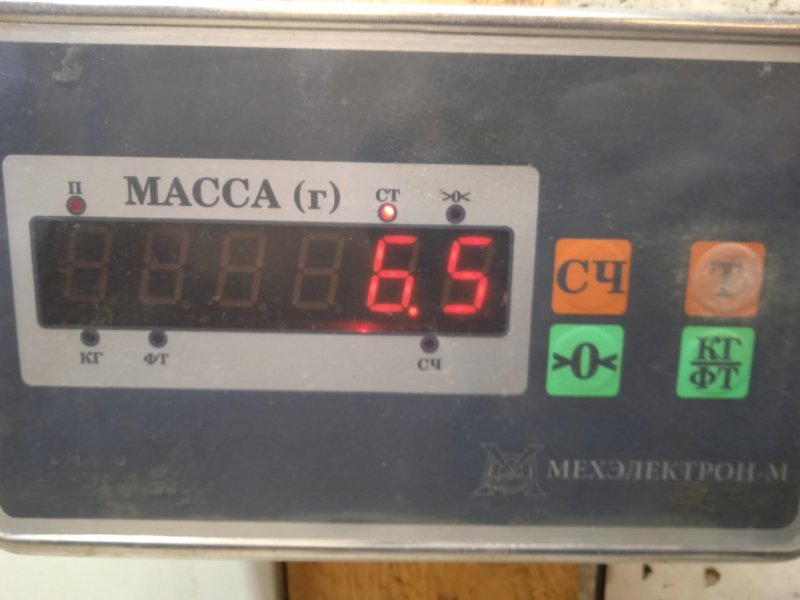 П МАССА (г) СТ >0<
6.5
КГ ФТ СЧ
СЧ Т
>0< КГ
ФТ
МЕХЭЛЕКТРОН-М